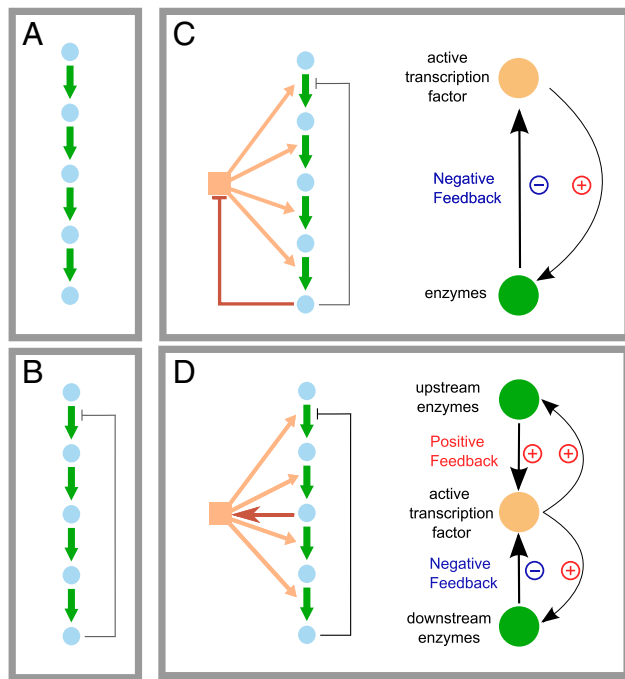 A
C
active
transcription
factor
Negative
Feedback
−
+
enzymes
B
D
upstream
enzymes
Positive
Feedback
+
+
active
transcription
factor
Negative
Feedback
−
+
downstream
enzymes